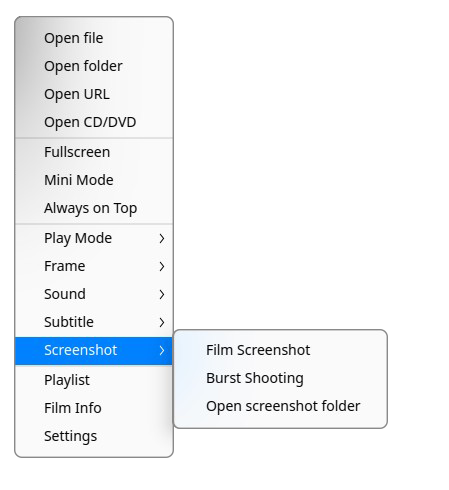 Open file
Open folder
Open URL
Open CD/DVD
Fullscreen
Mini Mode
Always on Top
Play Mode
Frame
Sound
Subtitle
Screenshot
Playlist
Film Info
Settings
Film Screenshot
Burst Shooting
Open screenshot folder